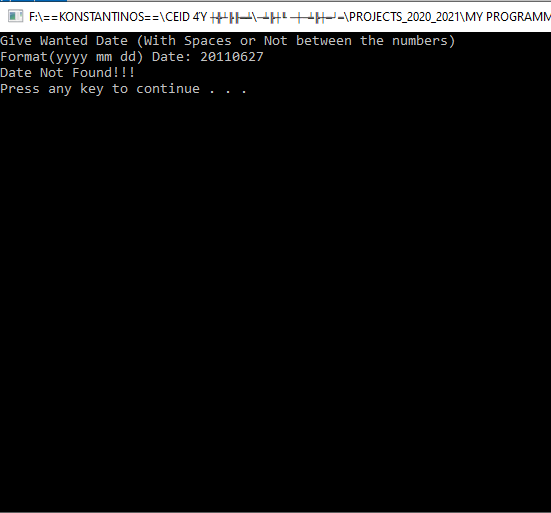 F:\==KONSTANTINOS==\CEID 4Ύ \PROJECTS_2020_2021\MY PROGRAMM
Give Wanted Date (With Spaces or Not between the numbers)
Format(yyyy mm dd) Date: 20110627
Date Not Found!!!
Press any key to continue . . .